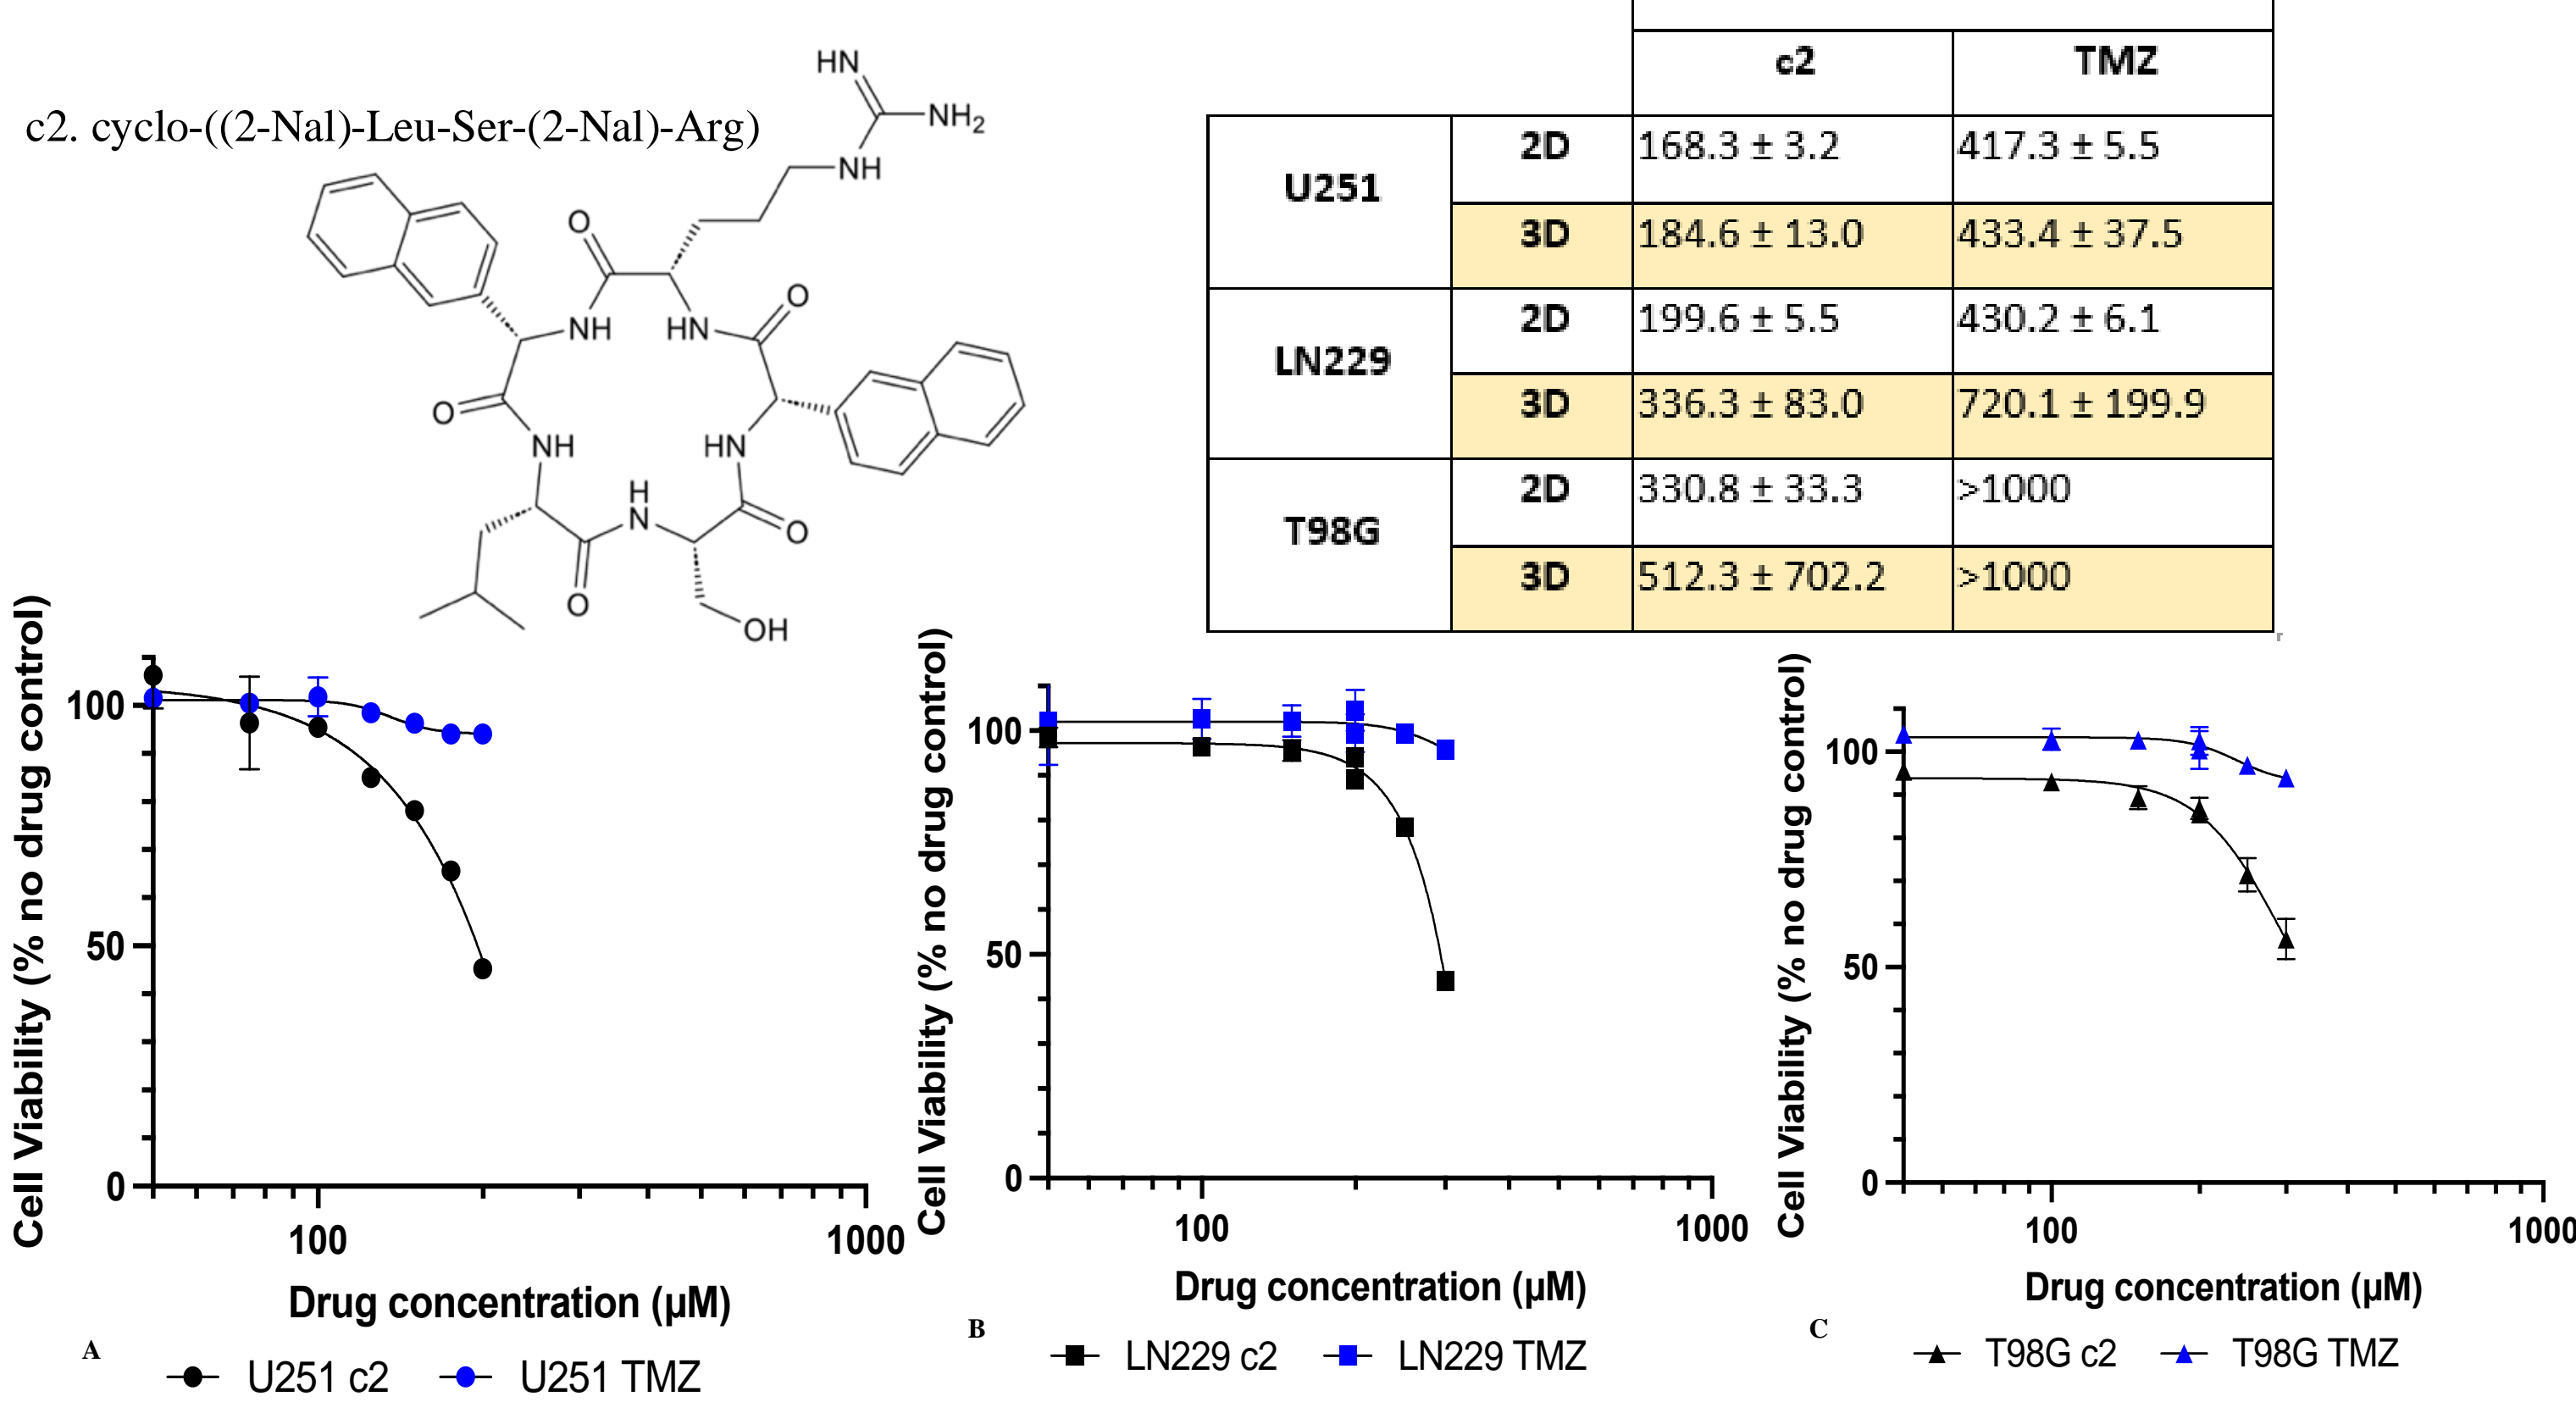 c2. cyclo-((2-Nal)-Leu-Ser-(2-Nal)-Arg)
HN
NH2
NH
O
NH
HN
O
O
NH
HN
H
N
O
O
OH
c2 TMZ
U251 2D 168.3 ± 3.2 417.3 ± 5.5
3D 184.6 ± 13.0 433.4 ± 37.5
LN229 2D 199.6 ± 5.5 430.2 ± 6.1
3D 336.3 ± 83.0 720.1 ± 199.9
T98G 2D 330.8 ± 33.3 >1000
3D 512.3 ± 702.2 >1000
Cell Viability (% no drug control)
100
50
0
100 1000
Drug concentration (µM)
A
U251 c2 U251 TMZ
Cell Viability (% no drug control)
100
50
0
100 1000
Drug concentration (µM)
B
LN229 c2 LN229 TMZ
Cell Viability (% no drug control)
100
50
0
100 1000
Drug concentration (µM)
C
T98G c2 T98G TMZ